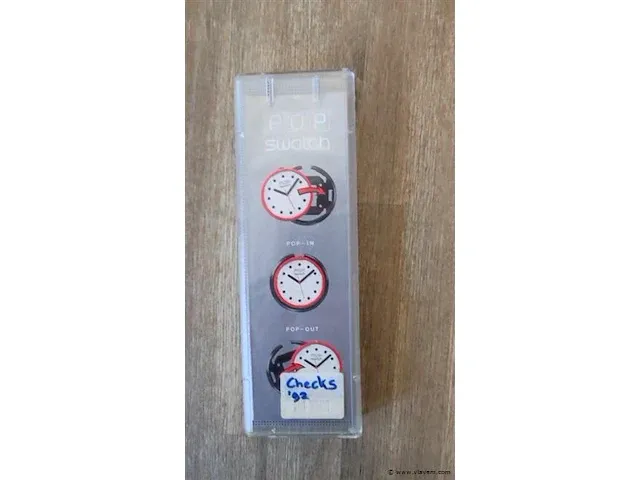 POP
swatch
POP-IN
POP-OUT
Checks
'92